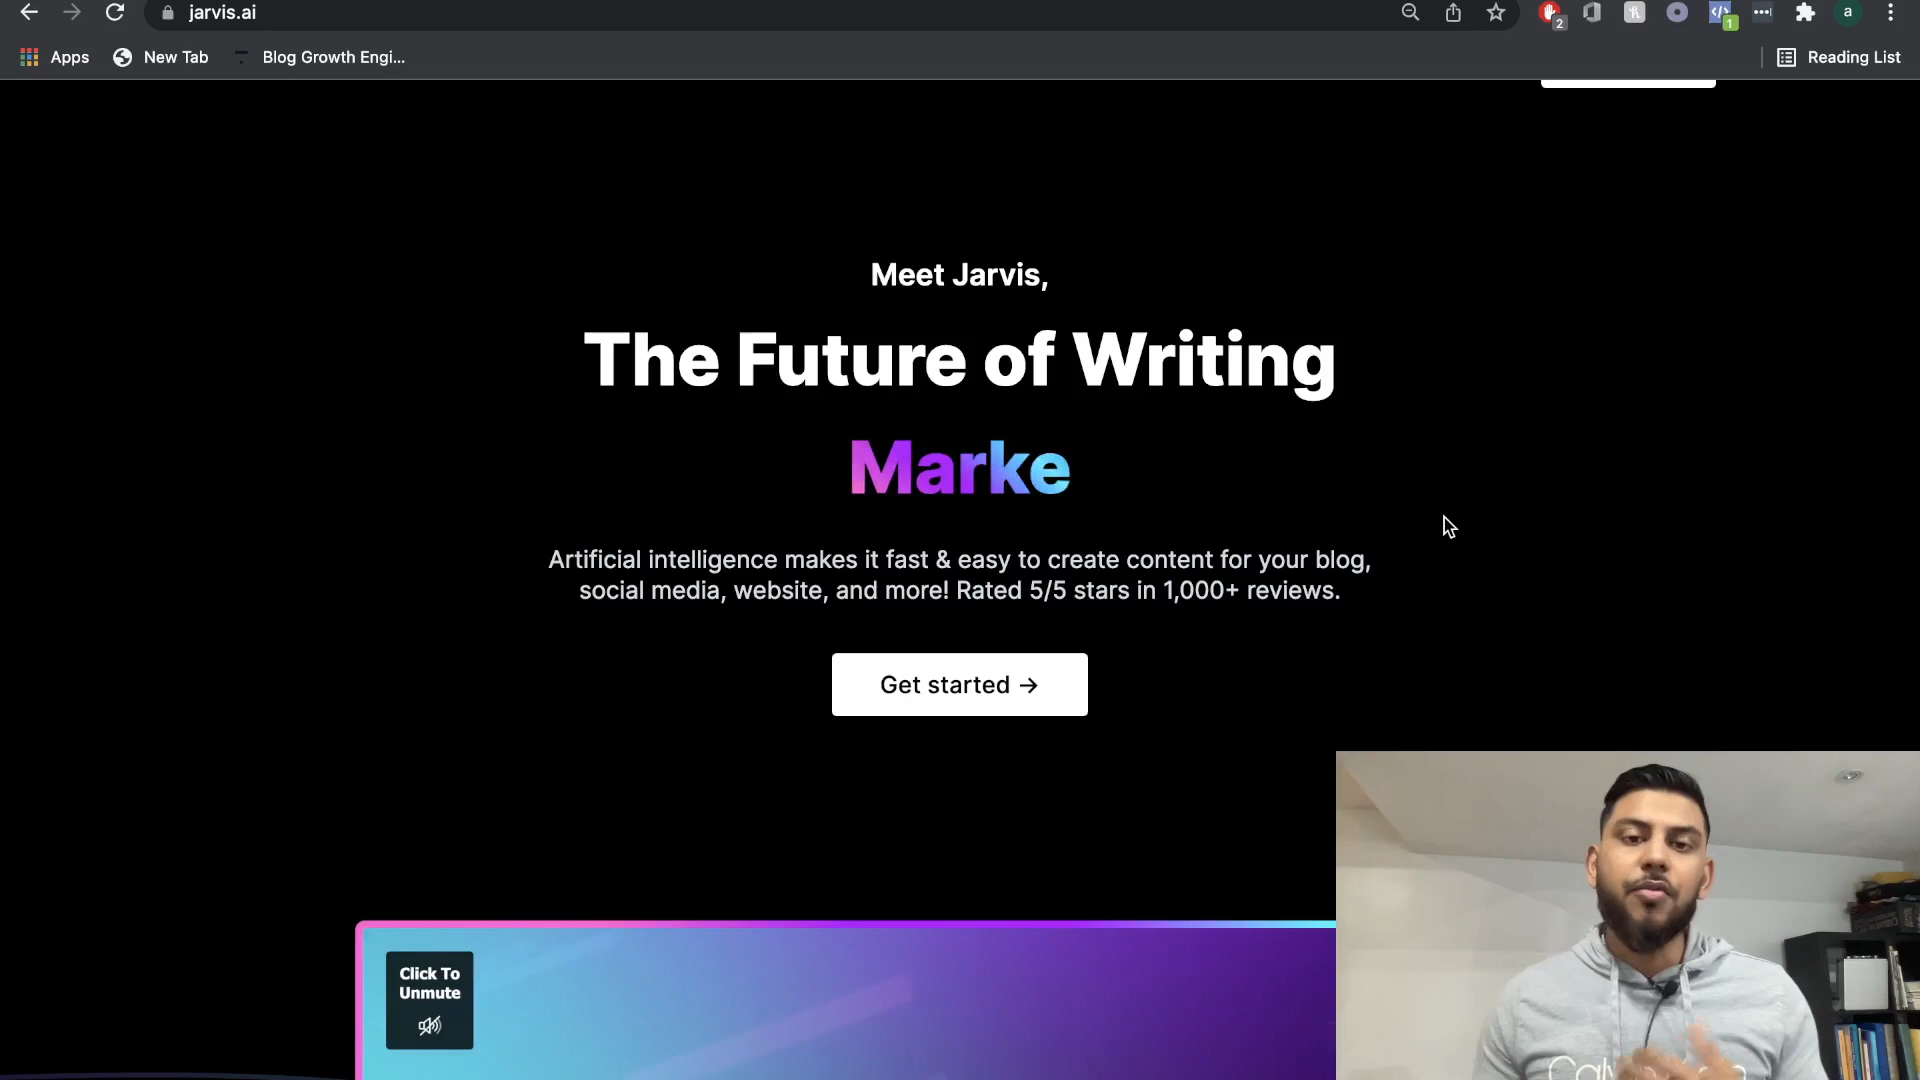 jarvis.ai
2
1
a
Apps
New Tab
Blog Growth Engi...
Reading List
Meet Jarvis,
The Future of Writing
Marke
Artificial intelligence makes it fast & easy to create content for your blog,
social media, website, and more! Rated 5/5 stars in 1,000+ reviews.
Get started →
Click To
Unmute